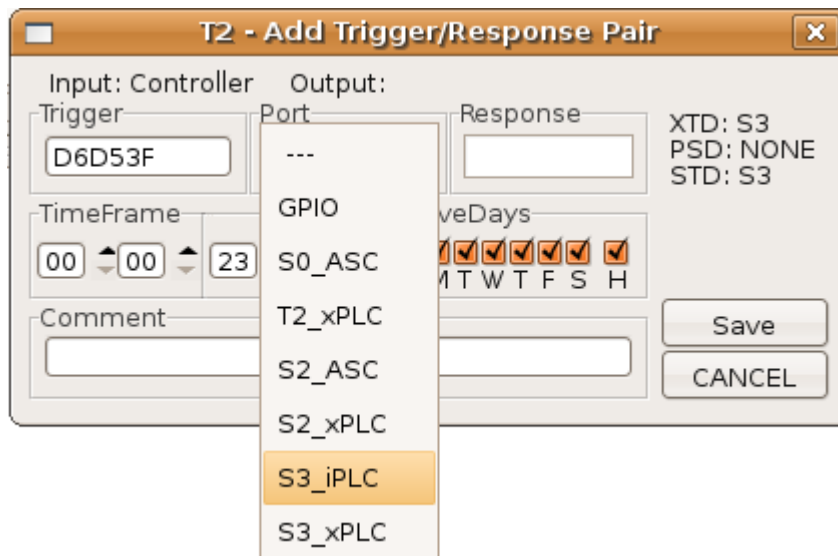 T2 - Add Trigger/Response Pair
Input: Controller Output:
Trigger Port Response
D6D53F
XTD: S3
PSD: NONE
STD: S3
---
GPIO
S0_ASC
T2_xPLC
S2_ASC
S2_xPLC
S3_iPLC
S3_xPLC
TimeFrame veDays
00 00 23
M T W T F S H
Comment
Save
CANCEL